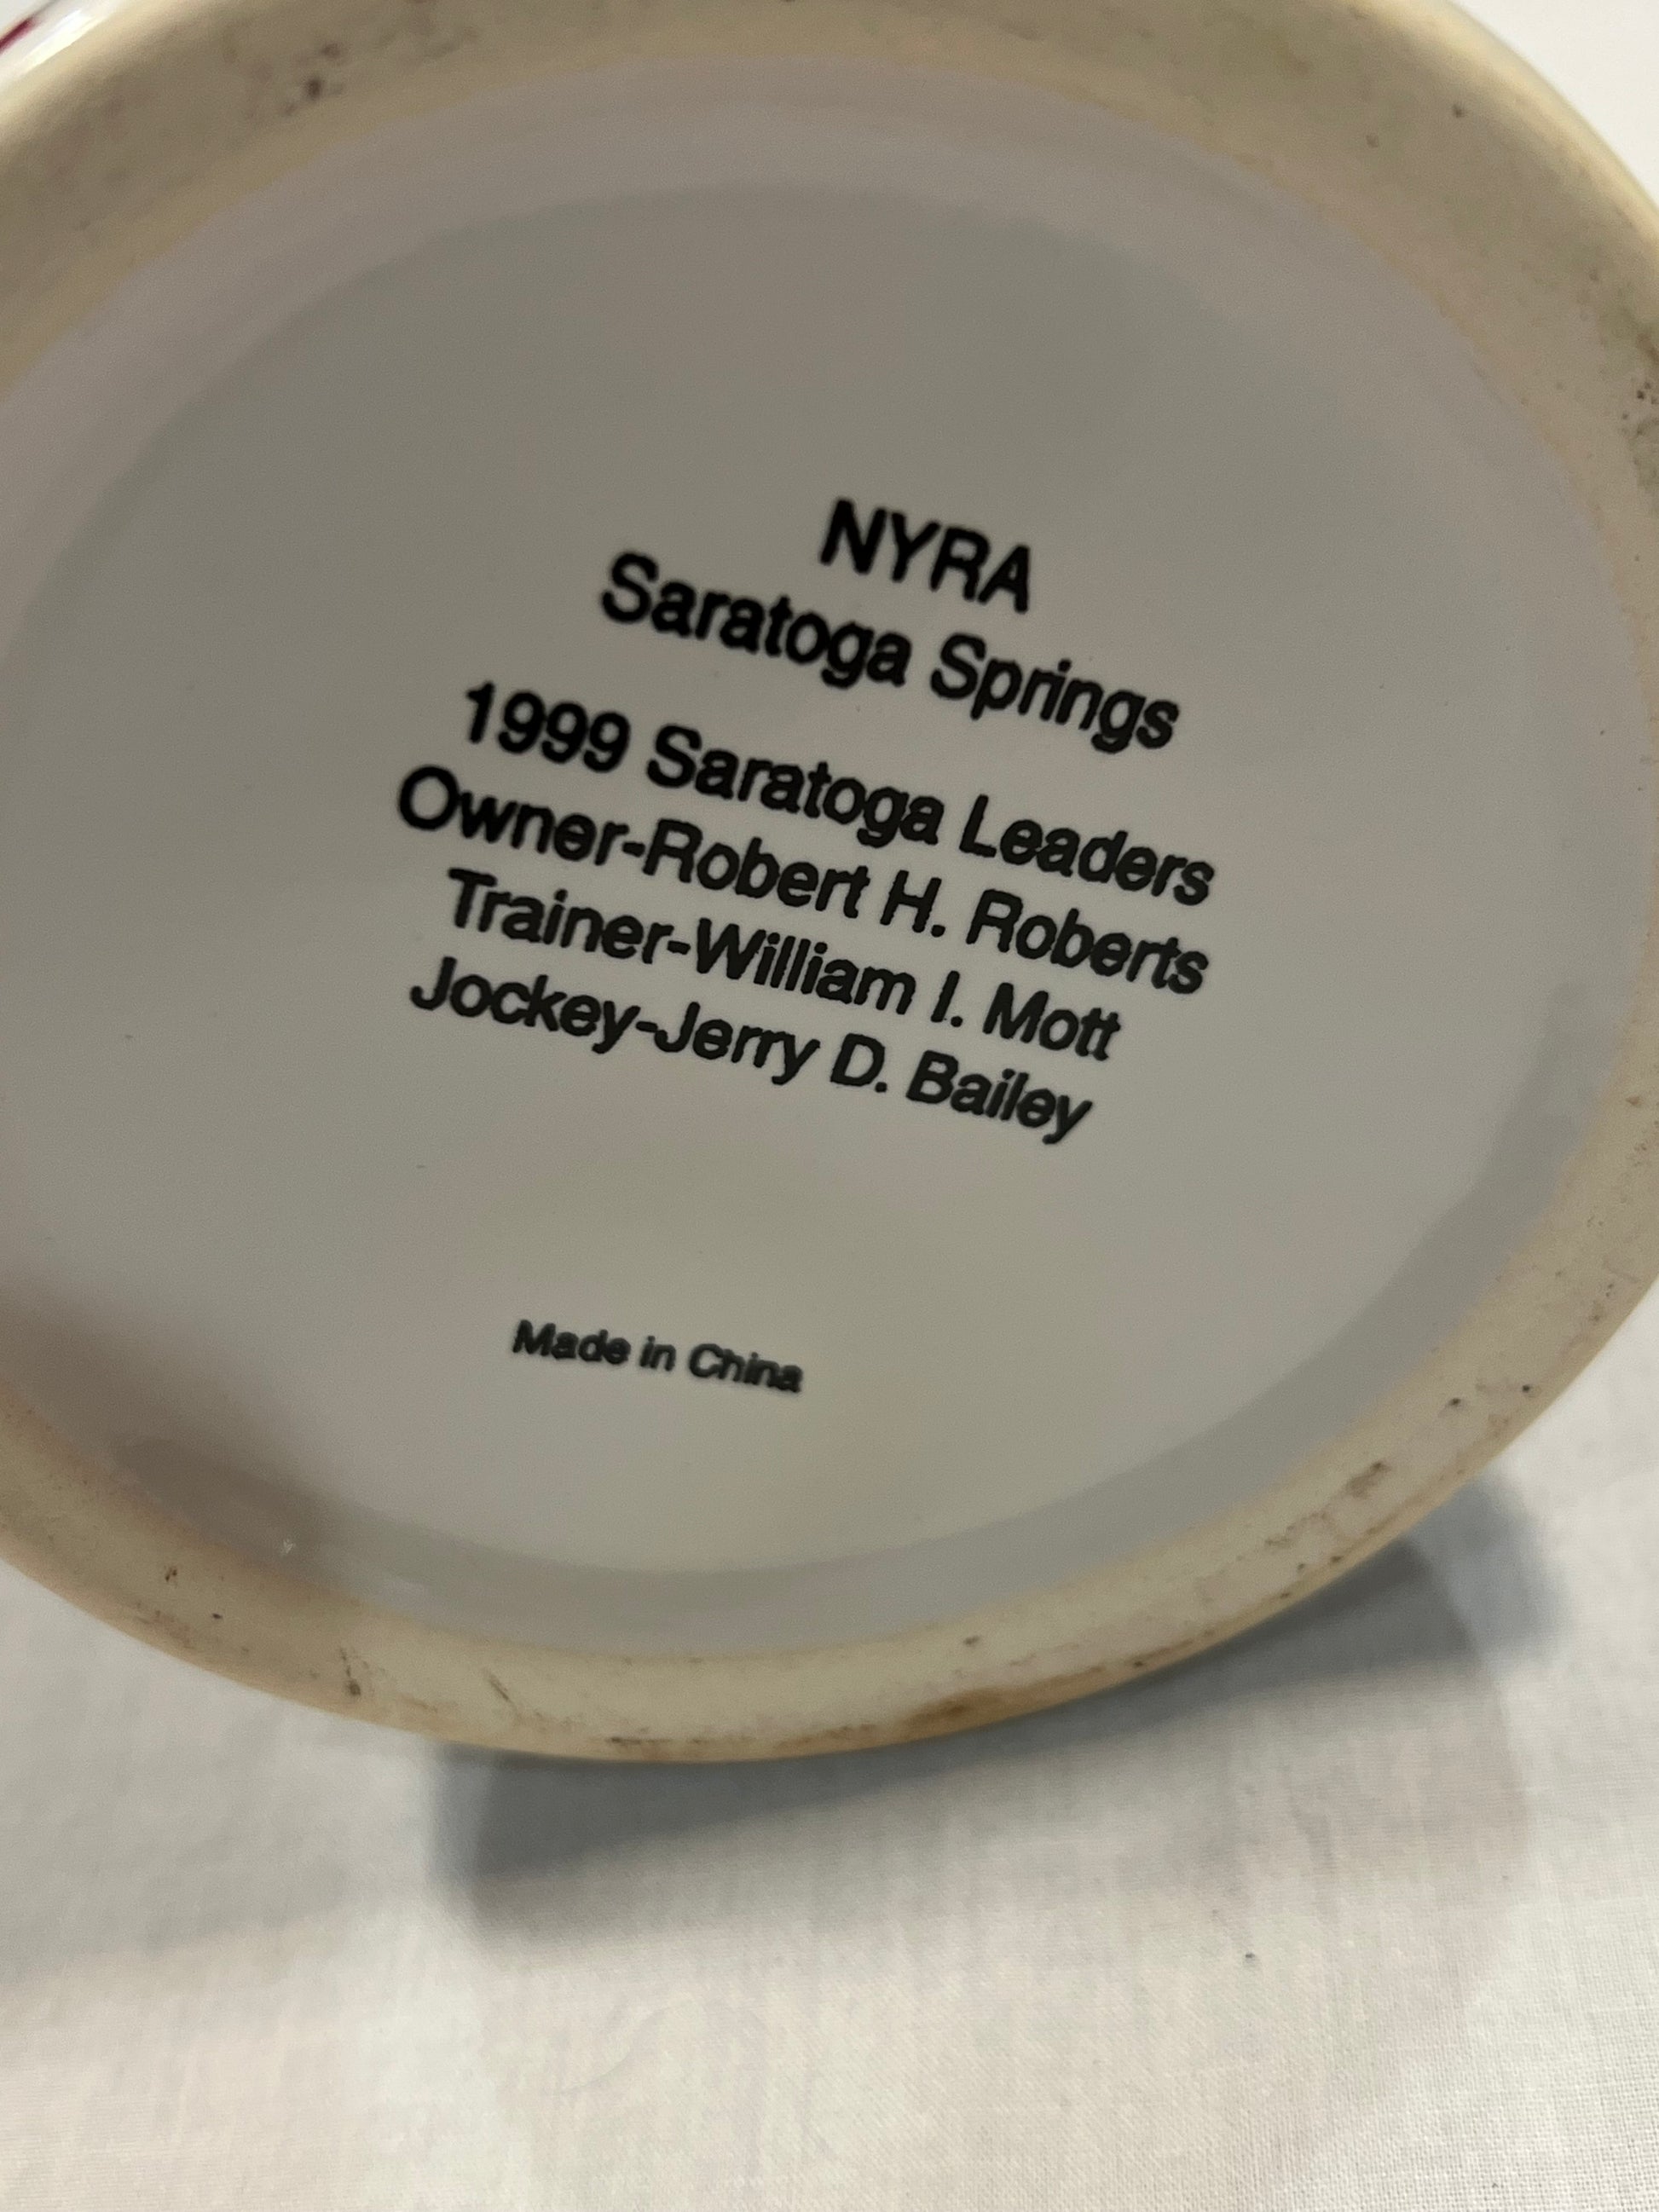 NYRA
Saratoga Springs
1999 Saratoga Leaders
Owner-Robert H. Roberts
Trainer-William I. Mott
Jockey-Jerry D. Bailey
Made in China